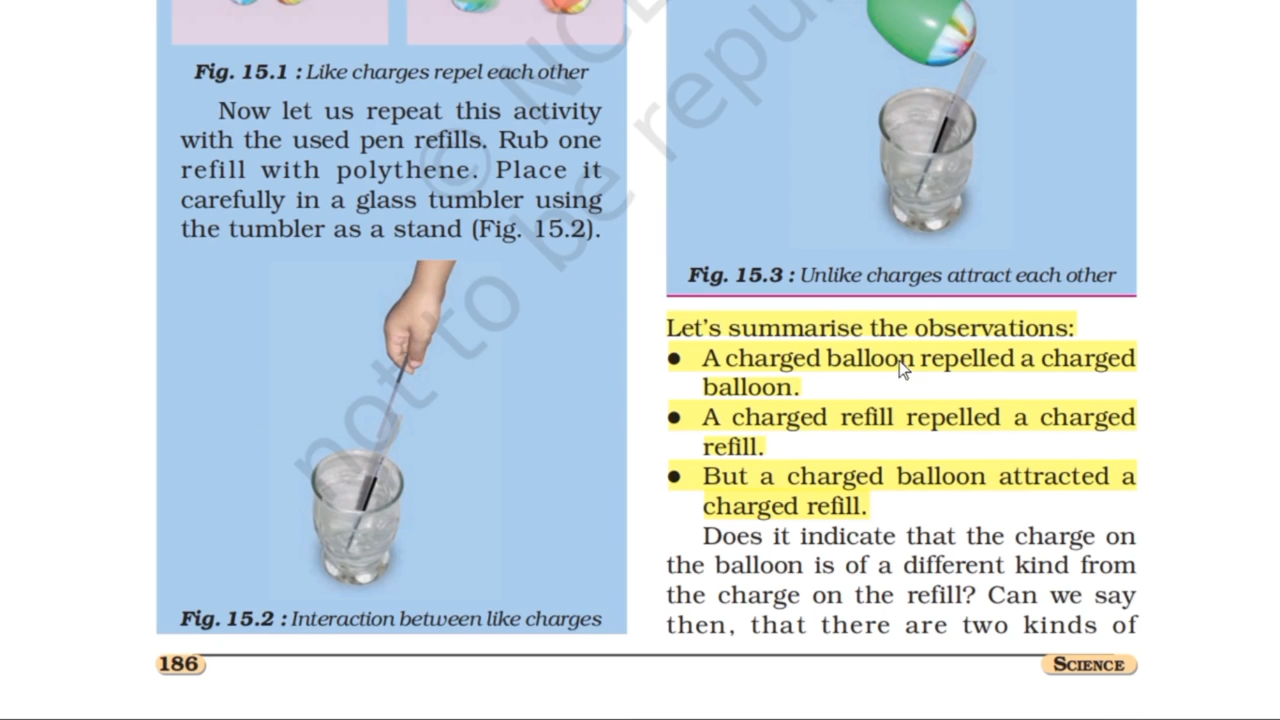 Fig. 15.1 : Like charges repel each other
Now let us repeat this activity
with the used pen refills. Rub one
refill with polythene. Place it
carefully in a glass tumbler using
the tumbler as a stand (Fig. 15.2).
Fig. 15.2 : Interaction between like charges
Fig. 15.3 : Unlike charges attract each other
Let's summarise the observations:
● A charged balloon repelled a charged
balloon.
● A charged refill repelled a charged
refill.
● But a charged balloon attracted a
charged refill.
Does it indicate that the charge on
the balloon is of a different kind from
the charge on the refill? Can we say
then, that there are two kinds of
186
SCIENCE
not to be repu